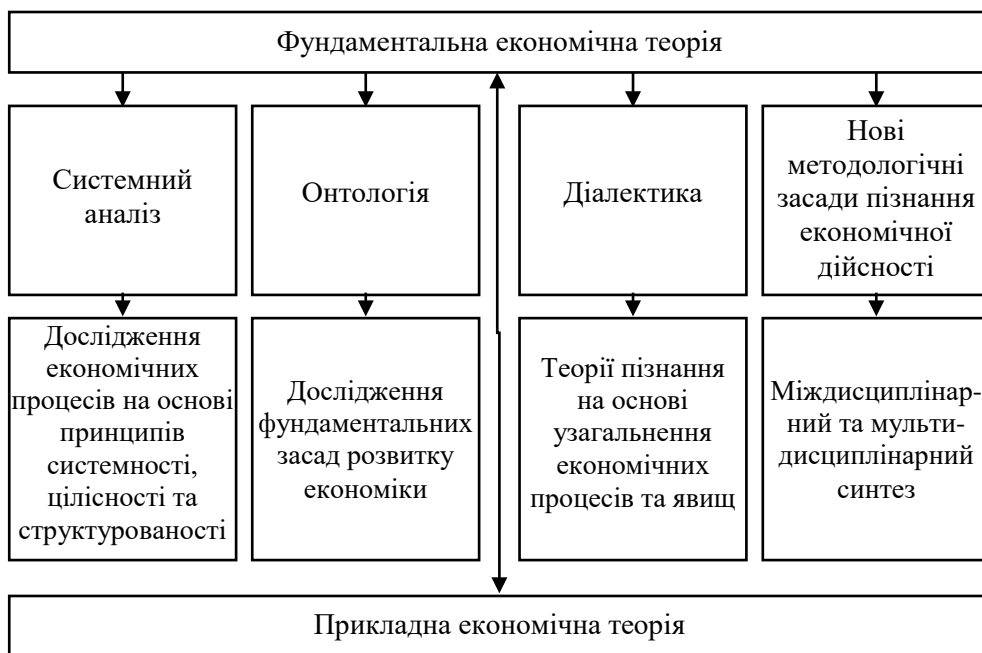 Фундаментальна економічна теорія
Системний
аналіз
Онтологія
Діалектика
Нові
методологічні
засади пізнання
економічної
дійсності
Дослідження
економічних
процесів на основі
принципів
системності,
цілісності та
структурованості
Дослідження
фундаментальних
засад розвитку
економіки
Теорії пізнання
на основі
узагальнення
економічних
процесів та явищ
Міждисциплінар-
ний та мульти-
дисциплінарний
синтез
Прикладна економічна теорія